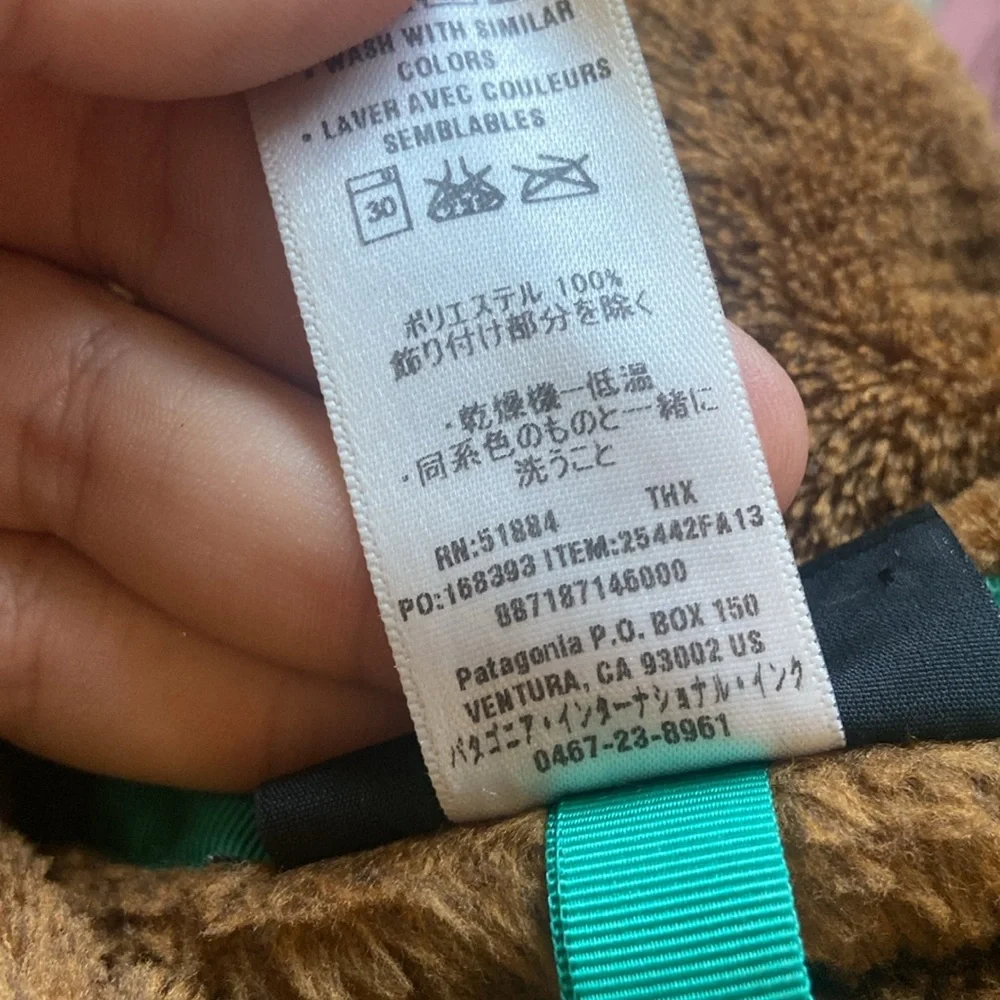 • WASH WITH SIMILAR
COLORS
• LAVER AVEC COULEURS
SEMBLABLES
30
ポリエステル 100%
飾り付け部分を除く
・乾燥機一低温
・同系色のものと一緒に
洗うこと
THX
RN:51884
PO:168393 ITEM:25442FA13
887187146000
Patagonia P.O. BOX 150
VENTURA, CA 93002 US
パタゴニア・インターナショナル・インク
0467-23-8961